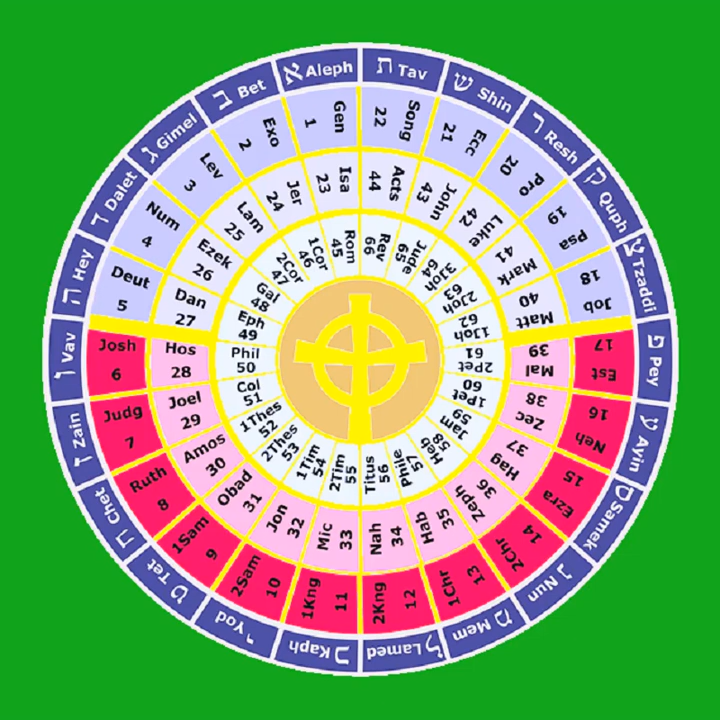 א Aleph
ב Bet
ג Gimel
ד Dalet
ה Hey
ו Vav
ז Zain
ח Chet
ט Tet
י Yod
כ Kaph
ל Lamed
מ Mem
נ Nun
ס Samek
ע Ayin
פ Pey
צ Tzaddi
ק Quph
ר Resh
ש Shin
ת Tav
Gen
1
Exo
2
Lev
3
Num
4
Deut
5
Josh
6
Judg
7
Ruth
8
1Sam
9
2Sam
10
1Kng
11
2Kng
12
1Chr
13
2Chr
14
Ezra
15
Neh
16
Est
17
Job
18
Psa
19
Pro
20
Ecc
21
Song
22
Isa
23
Jer
24
Lam
25
Ezek
26
Dan
27
Hos
28
Joel
29
Amos
30
Obad
31
Jon
32
Mic
33
Nah
34
Hab
35
Zeph
36
Hag
37
Zec
38
Mal
39
Matt
40
Mark
41
Luke
42
John
43
Acts
44
Rom
45
1Cor
46
2Cor
47
Gal
48
Eph
49
Phil
50
Col
51
1Thes
52
2Thes
53
1Tim
54
2Tim
55
Titus
56
Phile
57
Heb
58
Jam
59
1Pet
60
2Pet
61
1Joh
62
2Joh
63
3Joh
64
Jude
65
Rev
66